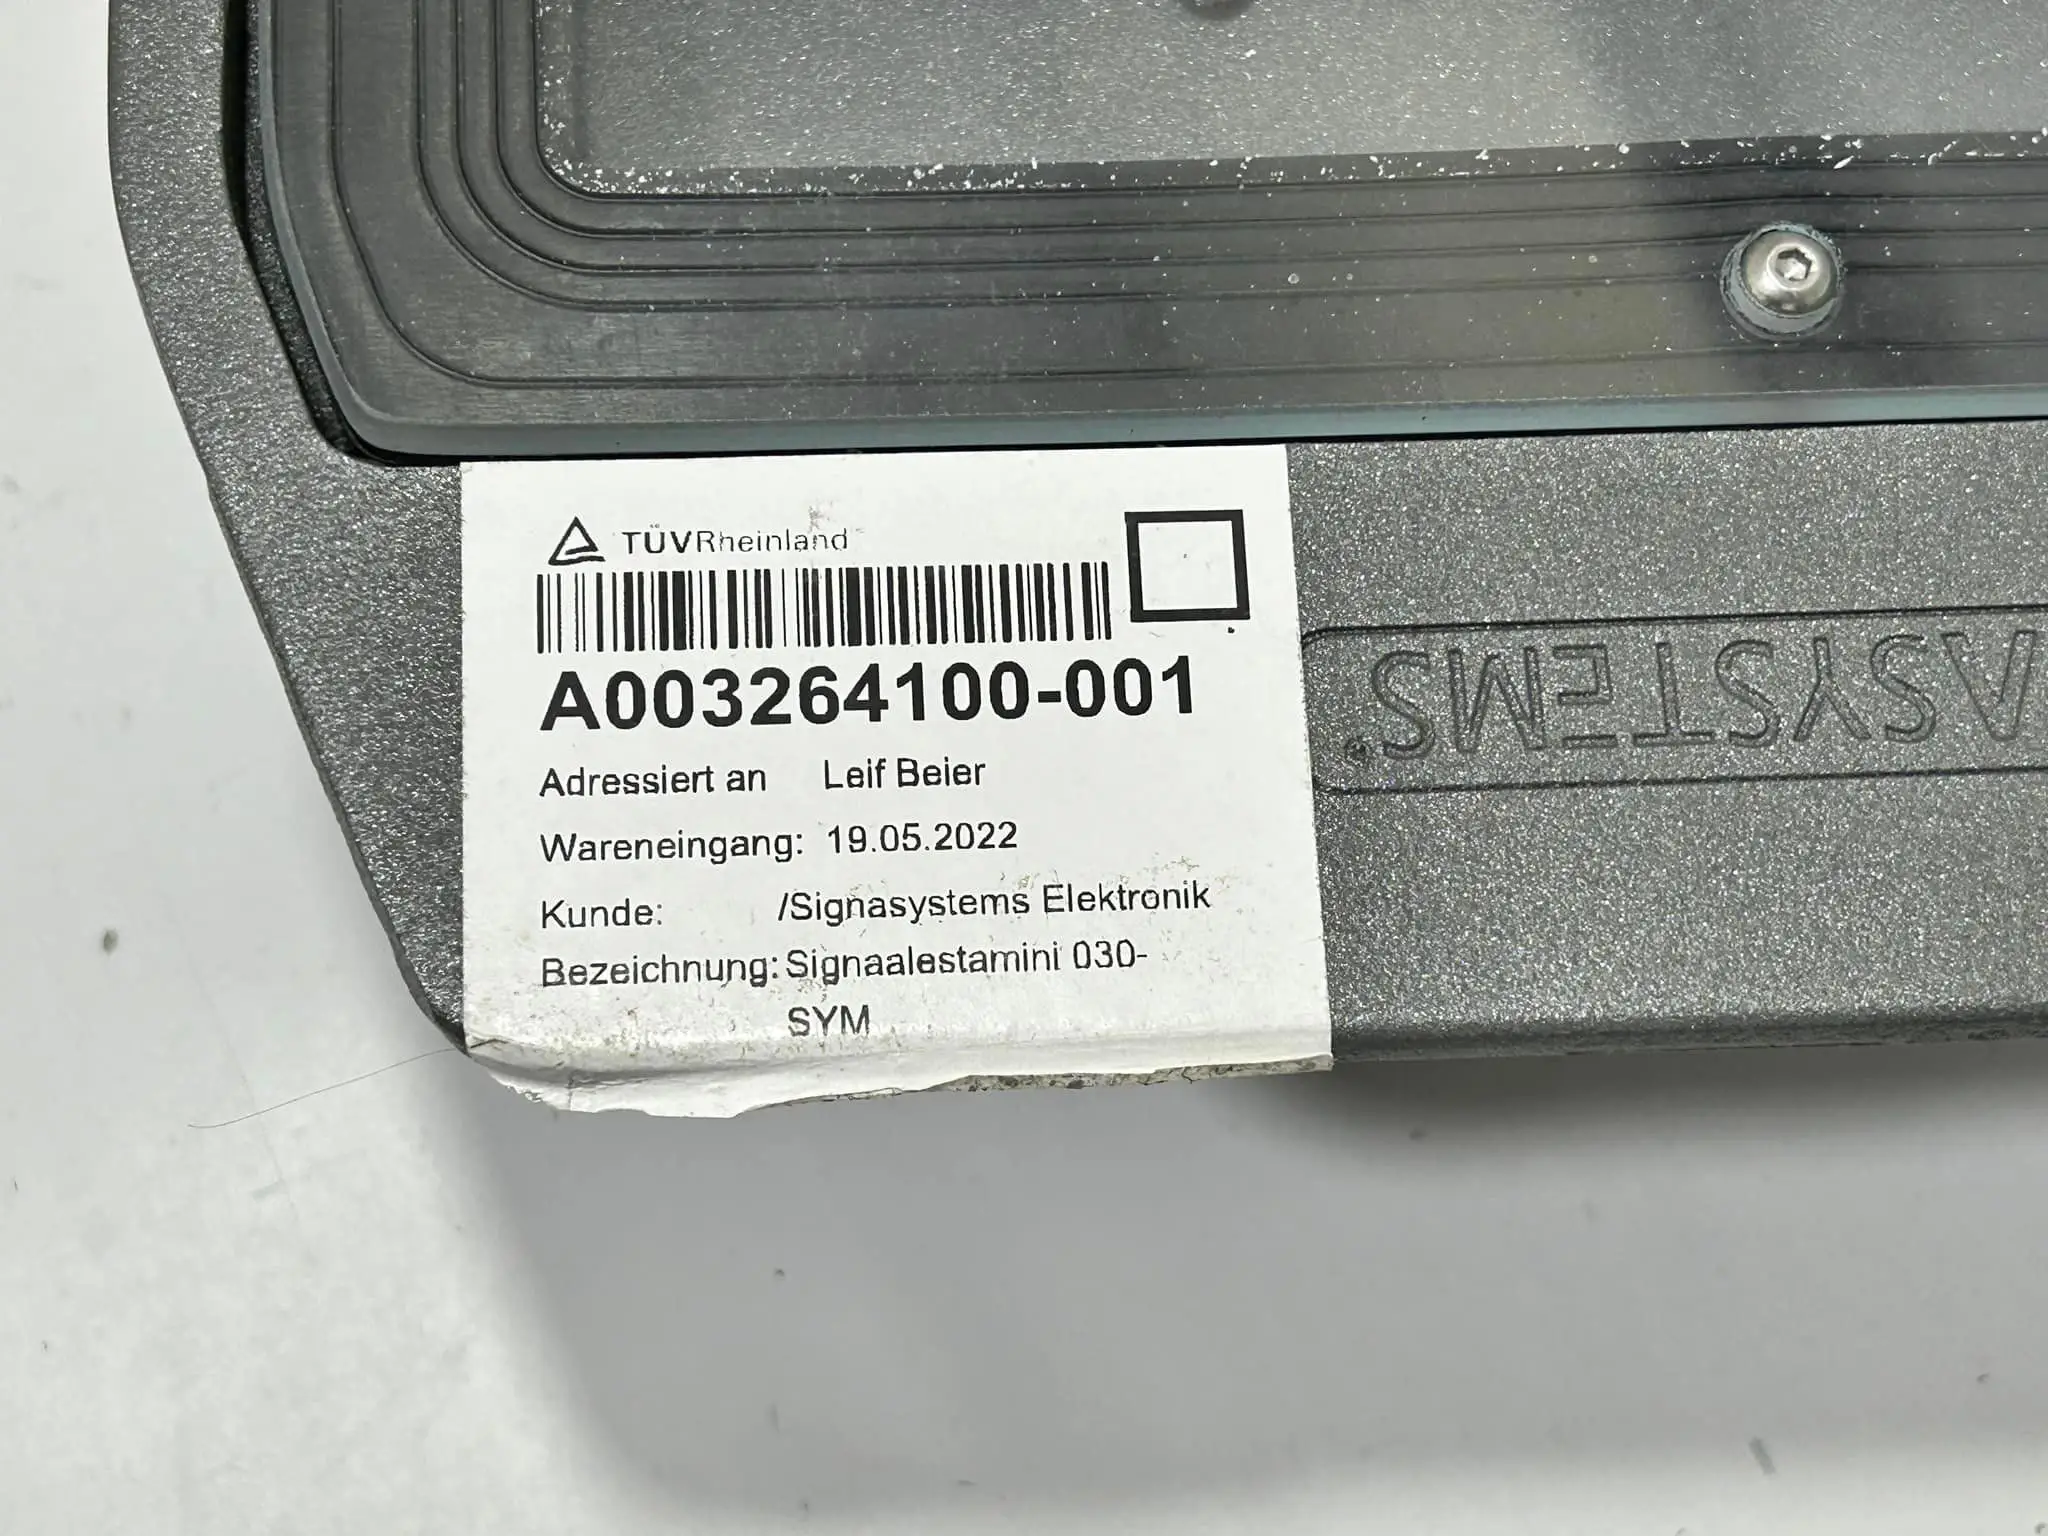 TÜVRheinland
A003264100-001
Adressiert an Leif Beier
Wareneingang: 19.05.2022
Kunde: /Signasystems Elektronik
Bezeichnung: Signaalestamini 030-
SYM
ASYSTEMS